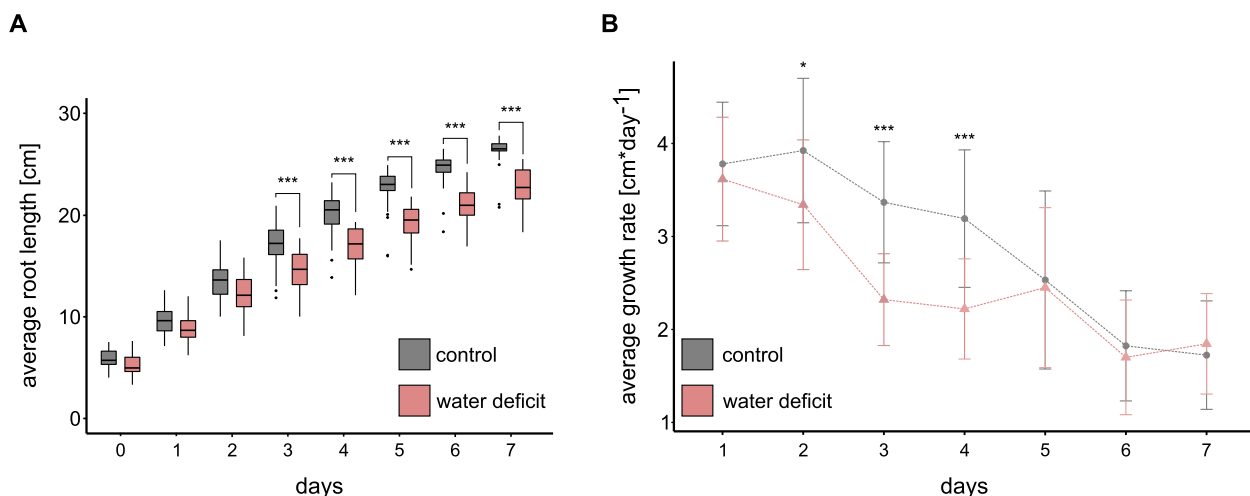 A
average root length [cm]
30
20
10
0
***
***
***
***
***
control
water deficit
0 1 2 3 4 5 6 7
days
B
average growth rate [cm*day-1]
4
3
2
1
*
***
***
control
water deficit
1 2 3 4 5 6 7
days